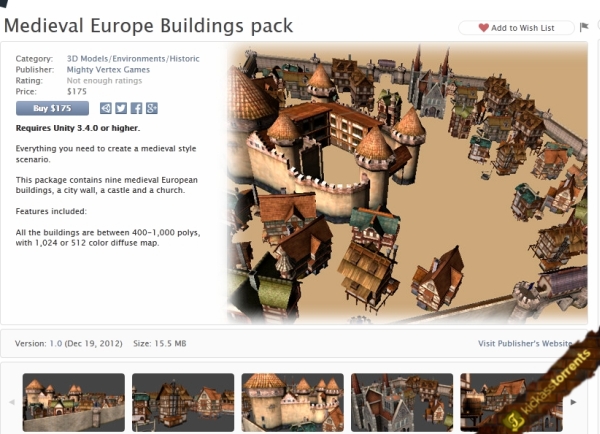 Medieval Europe Buildings pack
Add to Wish List
Category: 3D Models/Environments/Historic
Publisher: Mighty Vertex Games
Rating: Not enough ratings
Price: $175
Buy $175
Requires Unity 3.4.0 or higher.
Everything you need to create a medieval style
scenario.
This package contains nine medieval European
buildings, a city wall, a castle and a church.
Features included:
All the buildings are between 400-1,000 polys,
with 1,024 or 512 color diffuse map.
Version: 1.0 (Dec 19, 2012) Size: 15.5 MB
Visit Publisher's Website
kickasstorrents